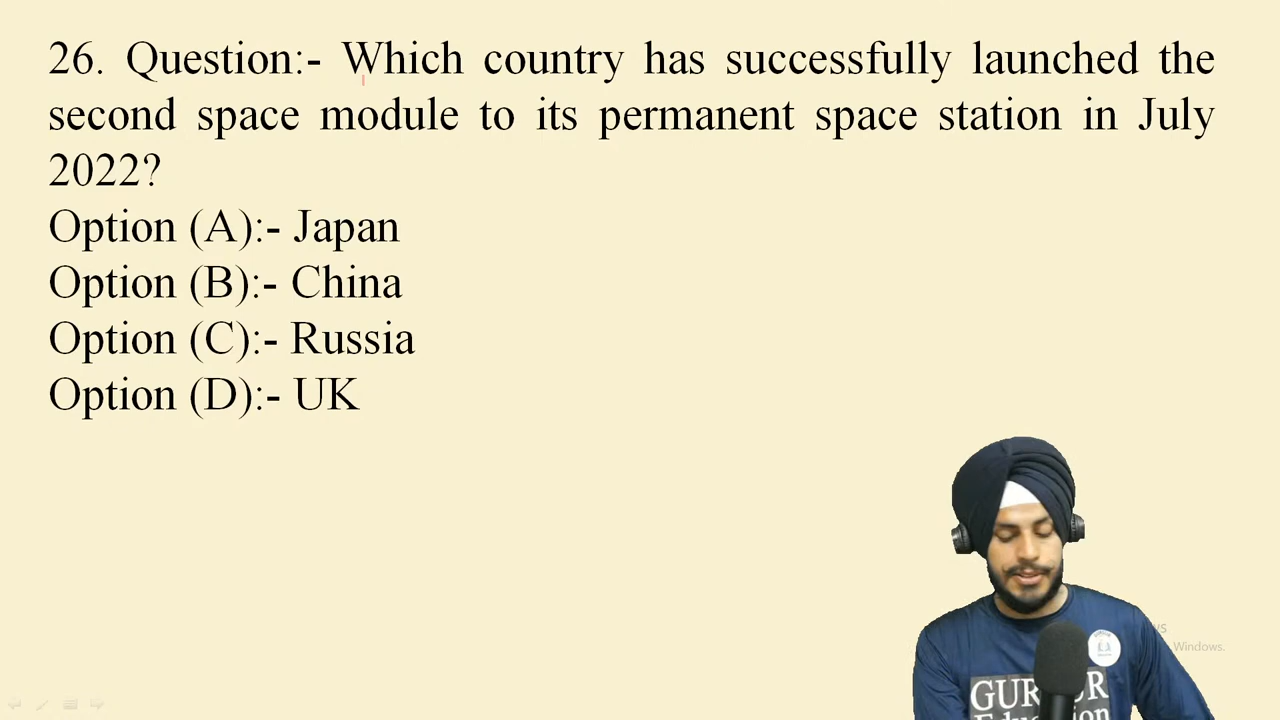 26. Question:- Which country has successfully launched the
second space module to its permanent space station in July
2022?
Option (A):- Japan
Option (B):- China
Option (C):- Russia
Option (D):- UK
Windows.